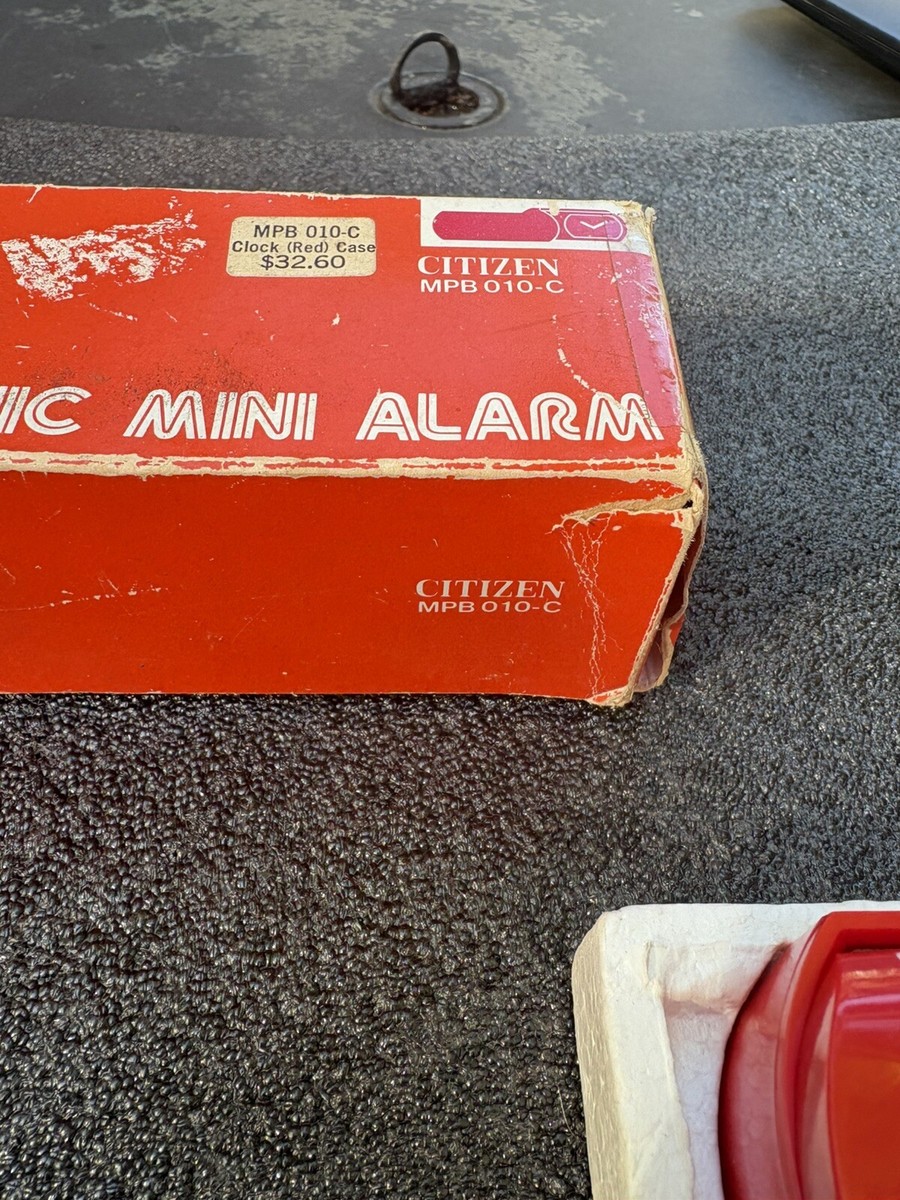 MPB 010-C
Clock (Red) Case
$32.60
CITIZEN
MPB 010-C
IC MINI ALARM
CITIZEN
MPB 010-C